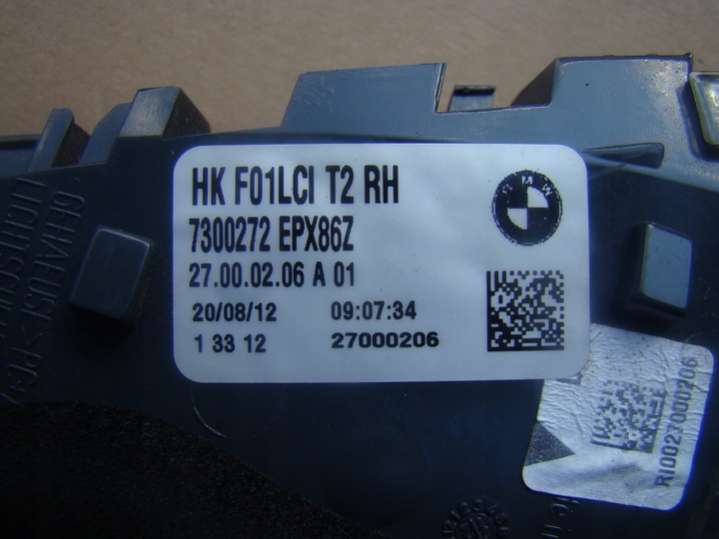 HK F01LCI T2 RH
7300272 EPX86Z
27.00.02.06 A 01
20/08/12 09:07:34
1 33 12 27000206
BMW
GEHAEUSE
RI0027000206